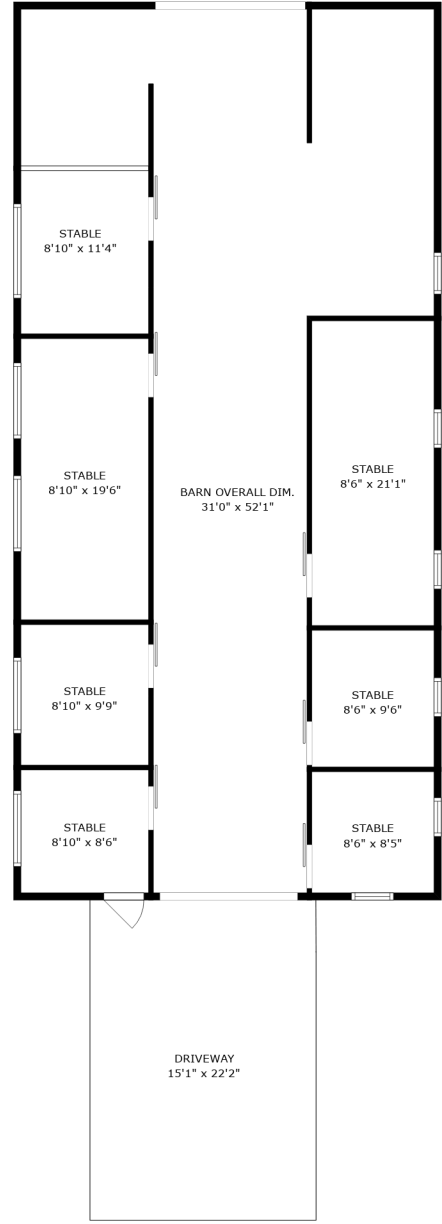 STABLE
8'10" x 11'4"
STABLE
8'10" x 19'6"
BARN OVERALL DIM.
31'0" x 52'1"
STABLE
8'6" x 21'1"
STABLE
8'10" x 9'9"
STABLE
8'6" x 9'6"
STABLE
8'10" x 8'6"
STABLE
8'6" x 8'5"
DRIVEWAY
15'1" x 22'2"